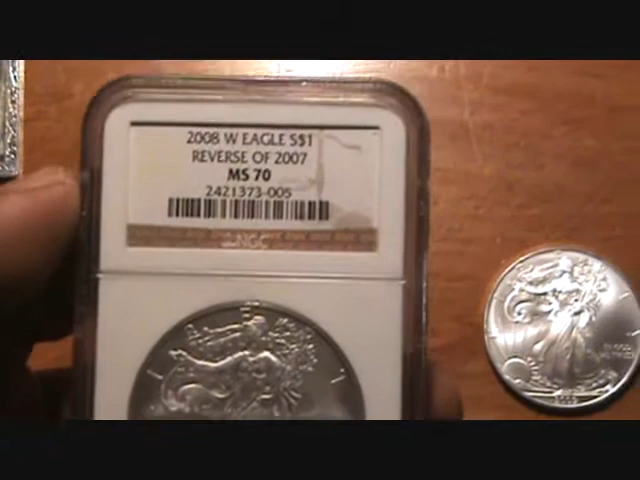 2008 W EAGLE S$1
REVERSE OF 2007
MS 70
2421373-005
NGC